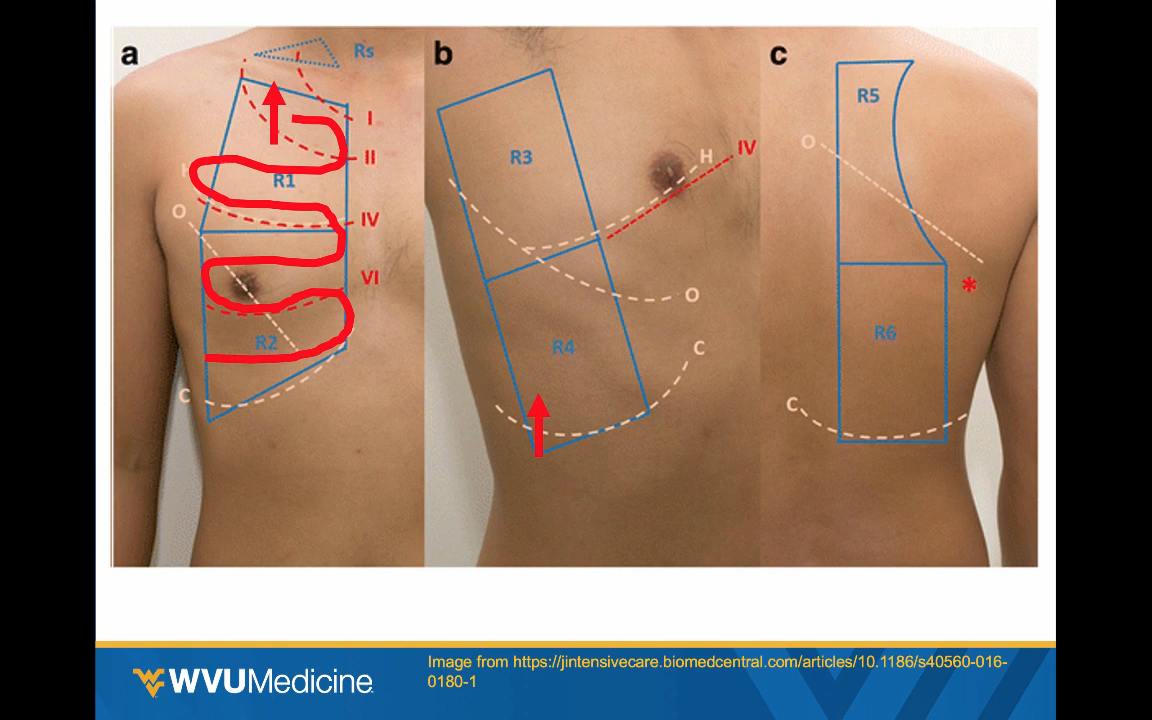 a
Rs
I
II
R1
IV
O
VI
R2
C
b
R3
H
IV
O
R4
C
c
R5
O
*
R6
C
WVUMedicine
Image from https://jintensivecare.biomedcentral.com/articles/10.1186/s40560-016-
0180-1